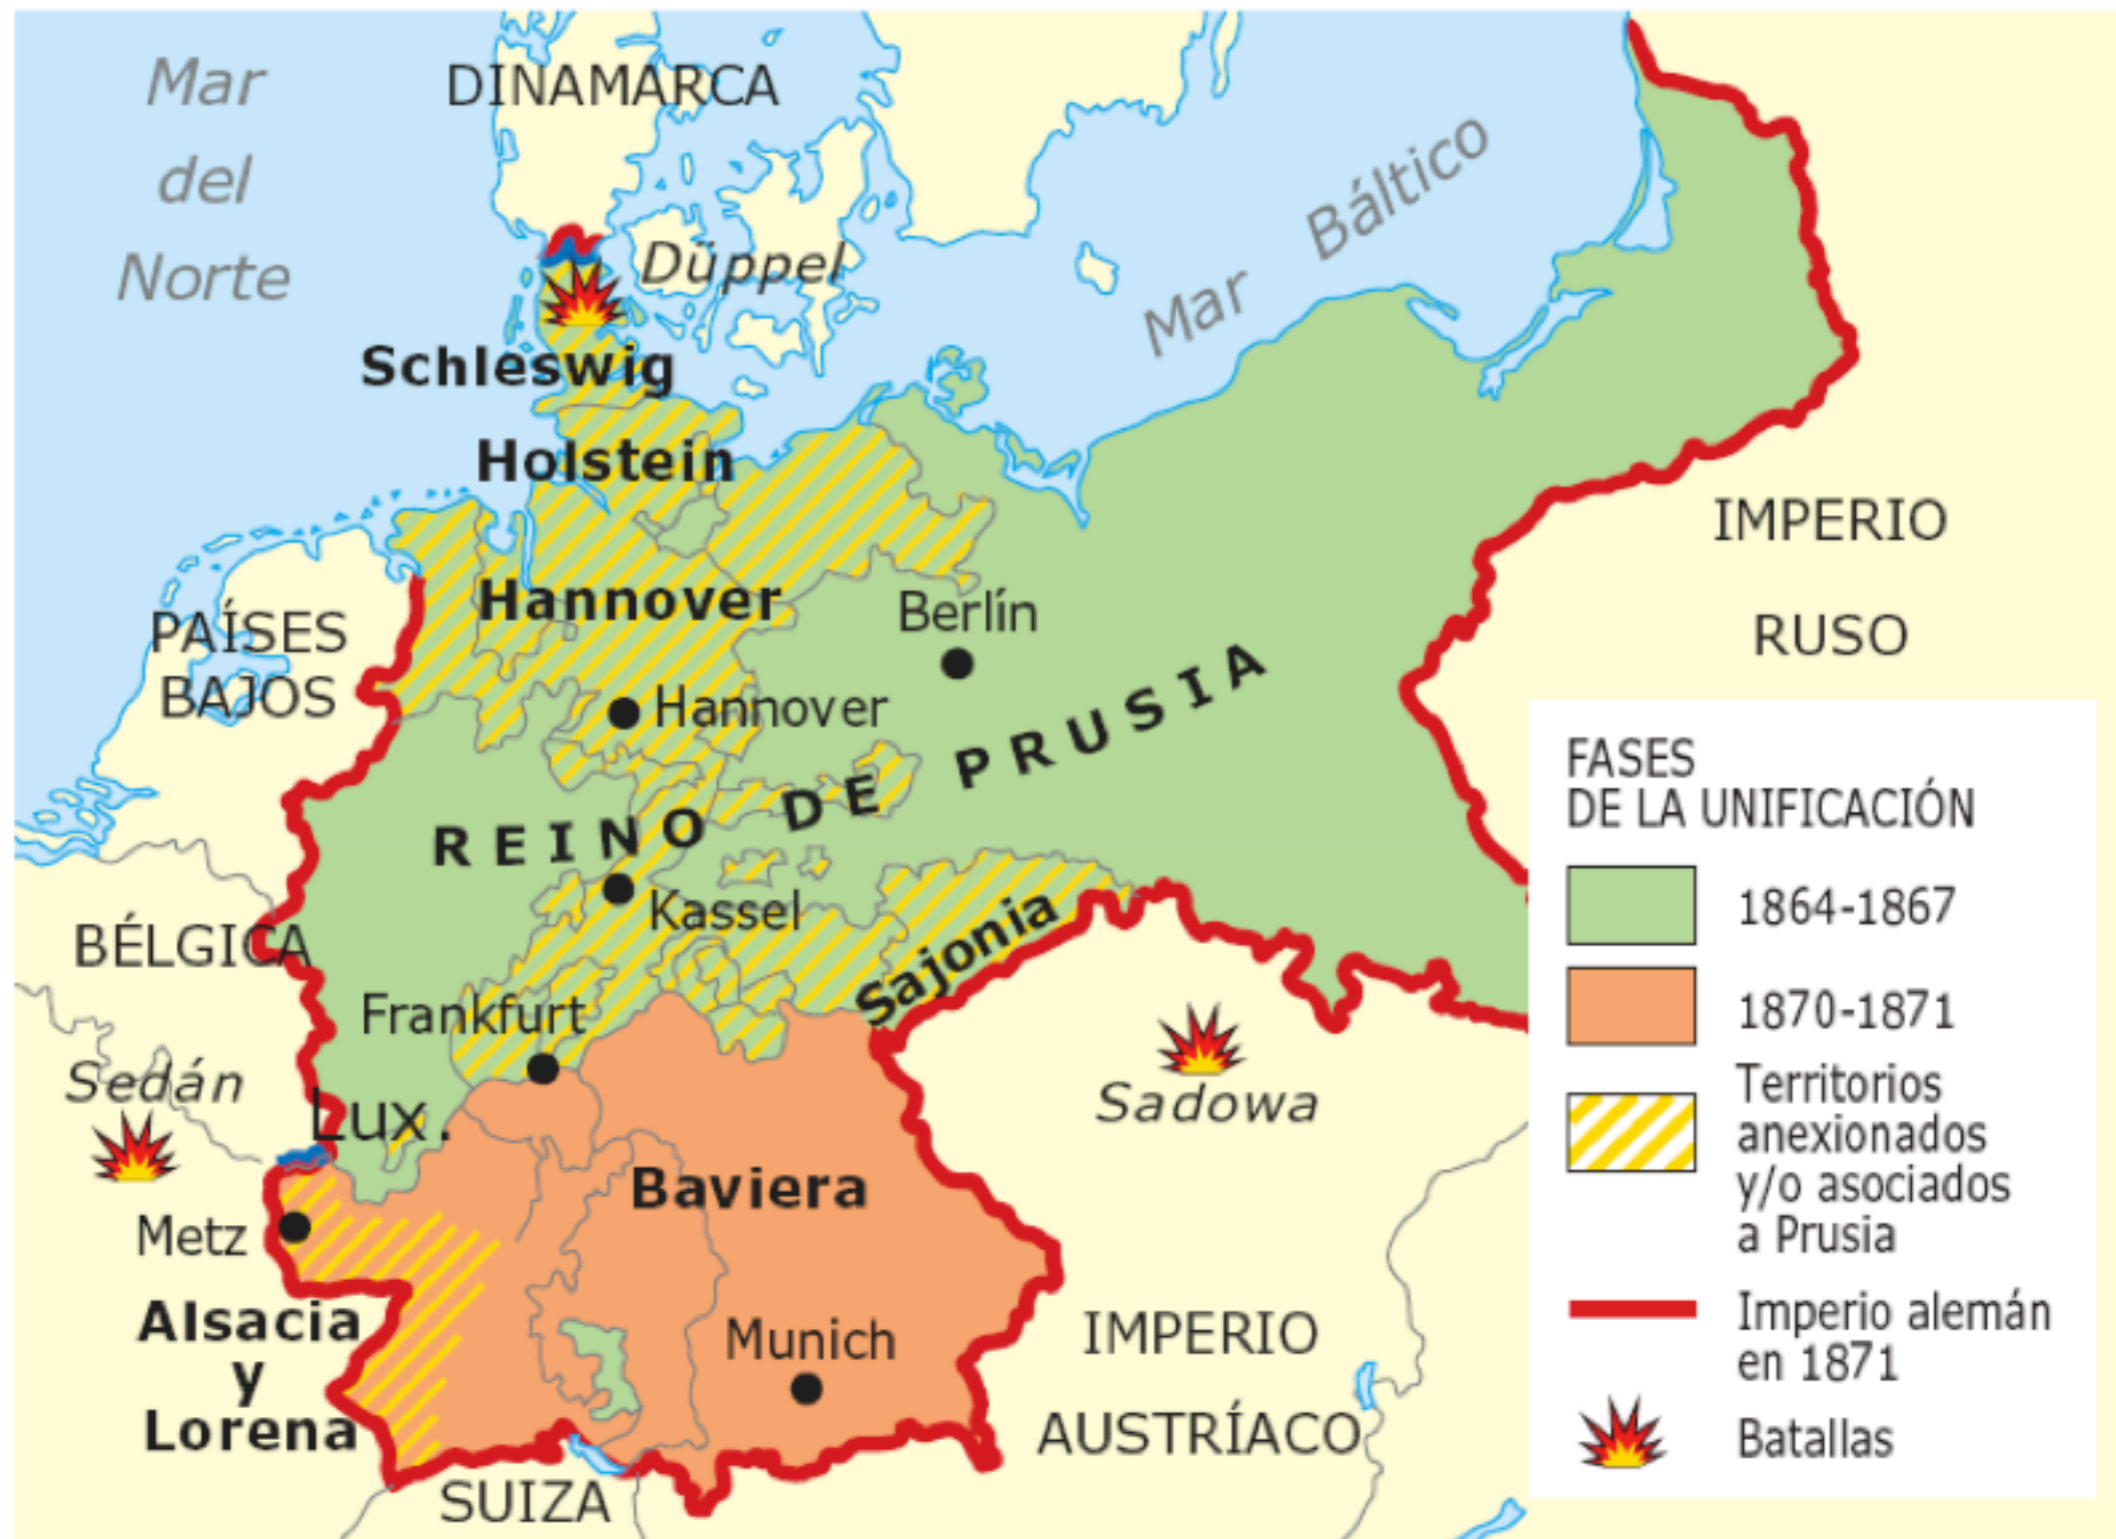 Mar
del
Norte
DINAMARCA
Düppel
Mar Báltico
Schleswig
Holstein
Hannover
PAÍSES
BAJOS
Berlín
Hannover
REINO DE PRUSIA
IMPERIO
RUSO
Kassel
Sajonia
BÉLGICA
Frankfurt
Sedán
Lux.
Sadowa
Metz
Baviera
Alsacia
y
Lorena
Munich
IMPERIO
AUSTRÍACO
SUIZA
FASES
DE LA UNIFICACIÓN
1864-1867
1870-1871
Territorios
anexionados
y/o asociados
a Prusia
Imperio alemán
en 1871
Batallas